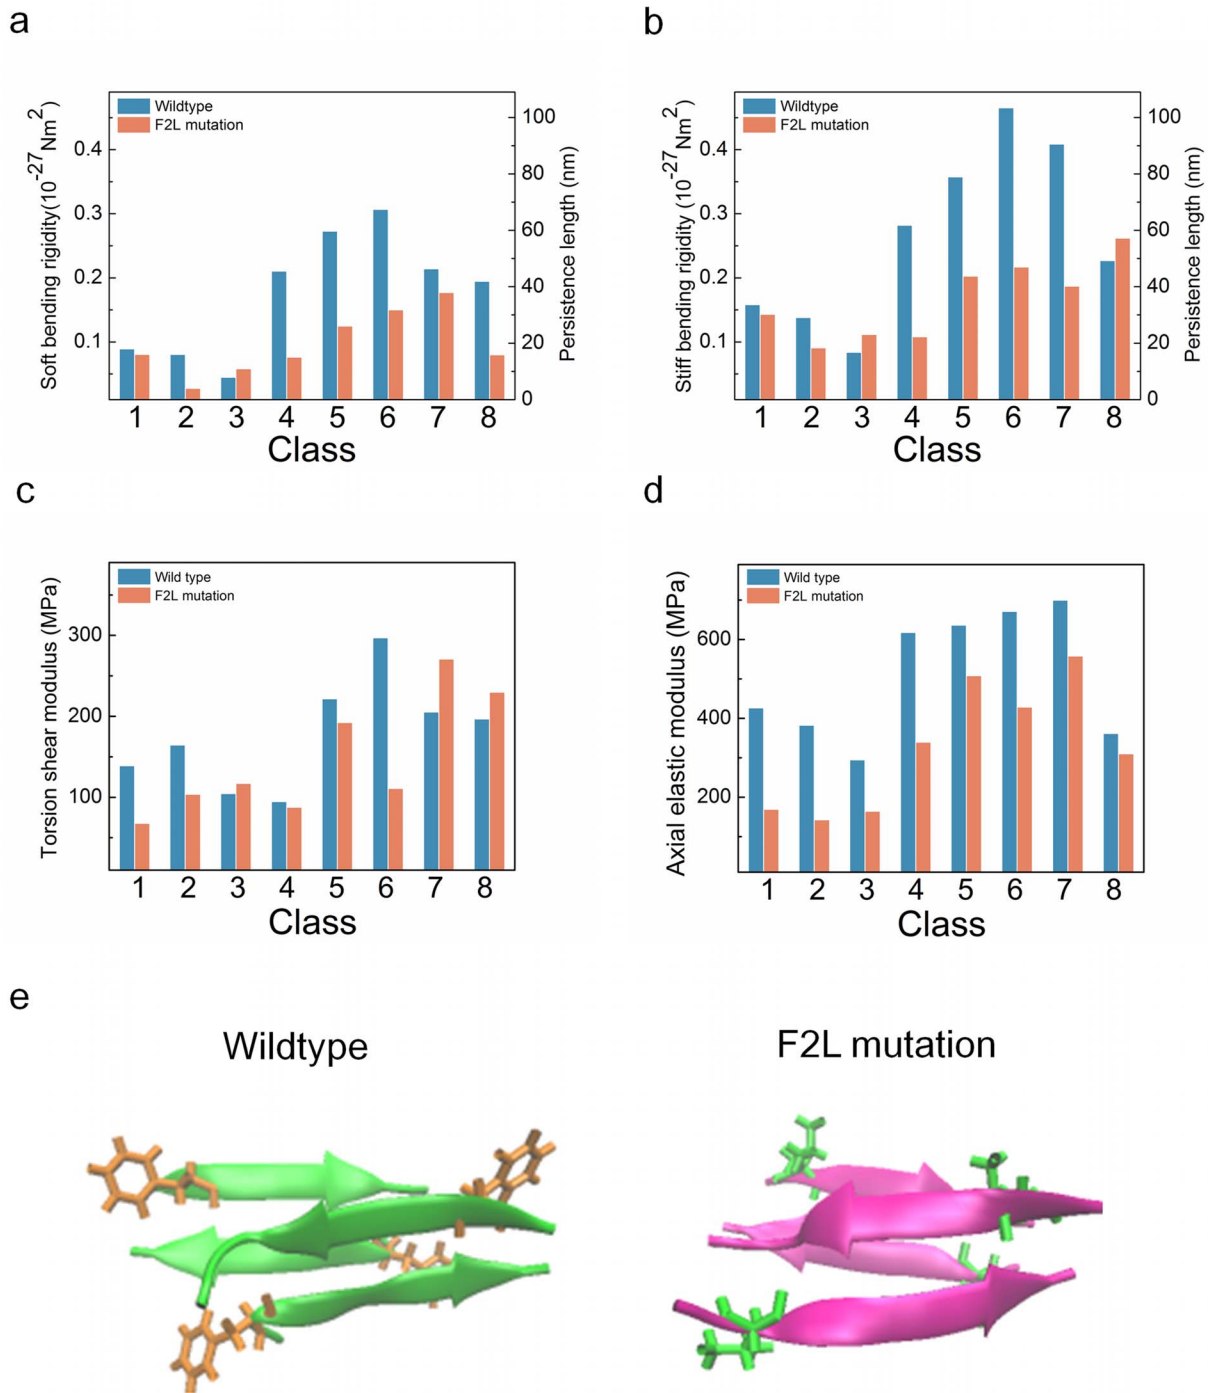 a
Wildtype
F2L mutation
Soft bending rigidity(10^-27 Nm^2)
0.4
0.3
0.2
0.1
100
80
60
40
20
0
Persistence length (nm)
1 2 3 4 5 6 7 8
Class
b
Wildtype
F2L mutation
Stiff bending rigidity (10^-27 Nm^2)
0.4
0.3
0.2
0.1
100
80
60
40
20
0
Persistence length (nm)
1 2 3 4 5 6 7 8
Class
c
Wild type
F2L mutation
Torsion shear modulus (MPa)
300
200
100
1 2 3 4 5 6 7 8
Class
d
Wild type
F2L mutation
Axial elastic modulus (MPa)
600
400
200
1 2 3 4 5 6 7 8
Class
e
Wildtype
F2L mutation